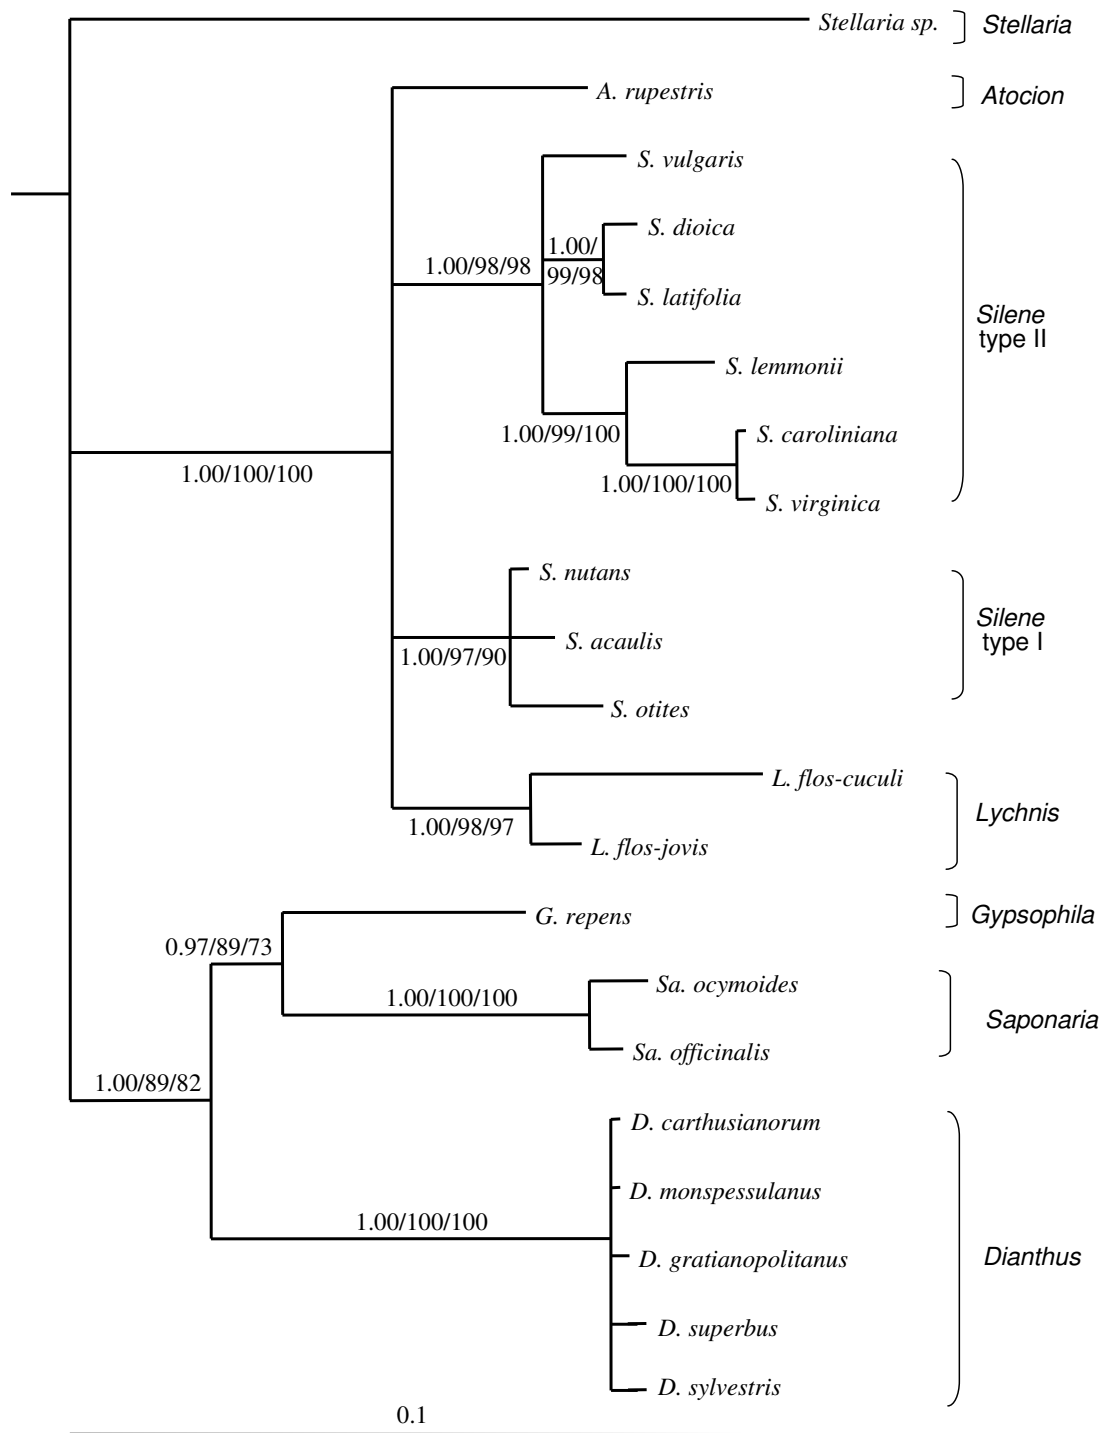 Stellaria sp.
Stellaria
A. rupestris
Atocion
S. vulgaris
S. dioica
1.00/
99/98
1.00/98/98
S. latifolia
Silene
type II
S. lemmonii
1.00/99/100
S. caroliniana
1.00/100/100
1.00/100/100
S. virginica
S. nutans
Silene
type I
S. acaulis
1.00/97/90
S. otites
L. flos-cuculi
Lychnis
1.00/98/97
L. flos-jovis
G. repens
Gypsophila
0.97/89/73
Sa. ocymoides
1.00/100/100
Saponaria
Sa. officinalis
1.00/89/82
D. carthusianorum
D. monspessulanus
1.00/100/100
D. gratianopolitanus
Dianthus
D. superbus
D. sylvestris
0.1